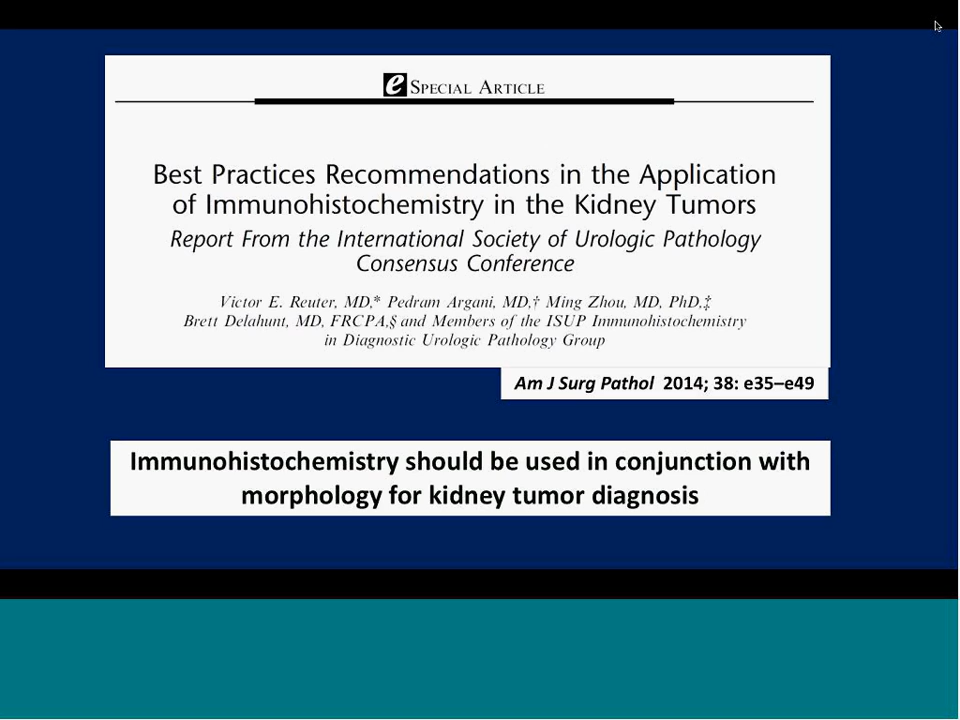 e SPECIAL ARTICLE
Best Practices Recommendations in the Application
of Immunohistochemistry in the Kidney Tumors
Report From the International Society of Urologic Pathology
Consensus Conference
Victor E. Reuter, MD,* Pedram Argani, MD,† Ming Zhou, MD, PhD,‡
Brett Delahunt, MD, FRCPA,§ and Members of the ISUP Immunohistochemistry
in Diagnostic Urologic Pathology Group
Am J Surg Pathol 2014; 38: e35–e49
Immunohistochemistry should be used in conjunction with
morphology for kidney tumor diagnosis